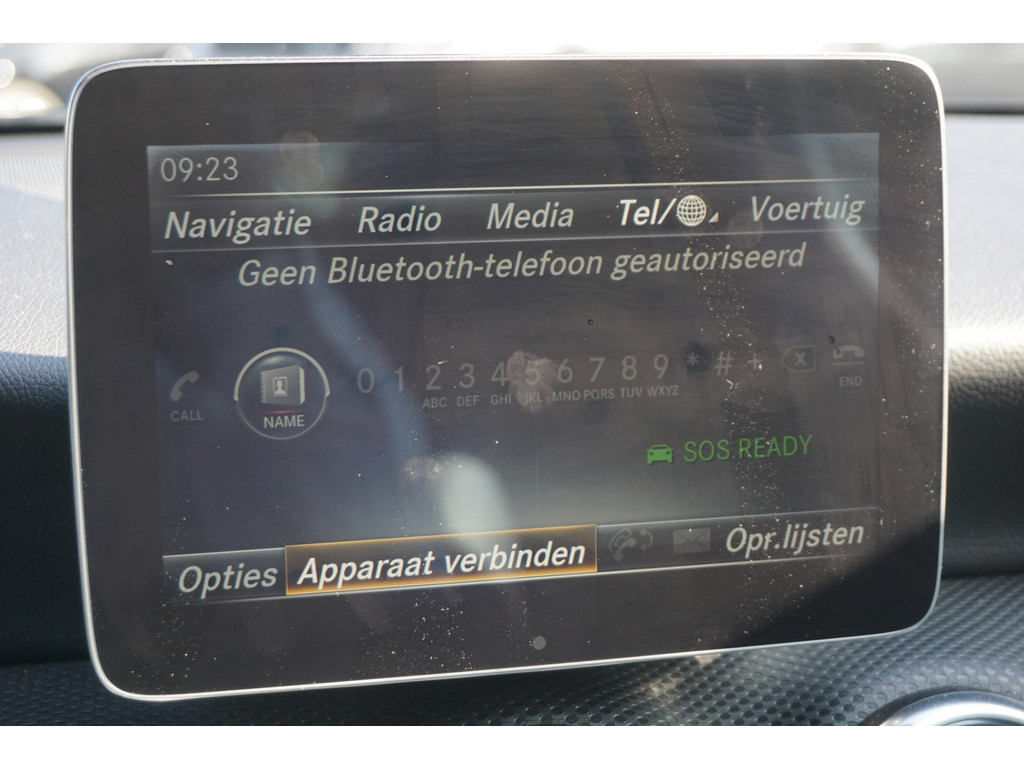 09:23
Navigatie Radio Media Tel/ Voertuig
Geen Bluetooth-telefoon geautoriseerd
0 1 2 3 4 5 6 7 8 9 * # +
CALL NAME ABC DEF GHI JKL MNO PQRS TUV WXYZ END
SOS READY
Opties Apparaat verbinden Opr.lijsten